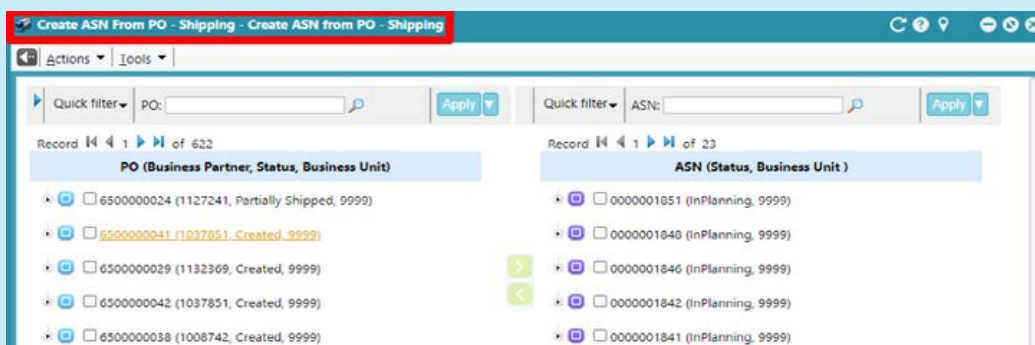 Create ASN From PO - Shipping - Create ASN from PO - Shipping
Actions Tools
Quick filter PO: Apply
Quick filter ASN: Apply
Record 1 of 622
Record 1 of 23
PO (Business Partner, Status, Business Unit)
ASN (Status, Business Unit )
6500000024 (1127241, Partially Shipped, 9999)
0000001851 (InPlanning, 9999)
6500000041 (1037851, Created, 9999)
0000001848 (InPlanning, 9999)
6500000029 (1132369, Created, 9999)
0000001846 (InPlanning, 9999)
6500000042 (1037851, Created, 9999)
0000001842 (InPlanning, 9999)
6500000038 (1008742, Created, 9999)
0000001841 (InPlanning, 9999)